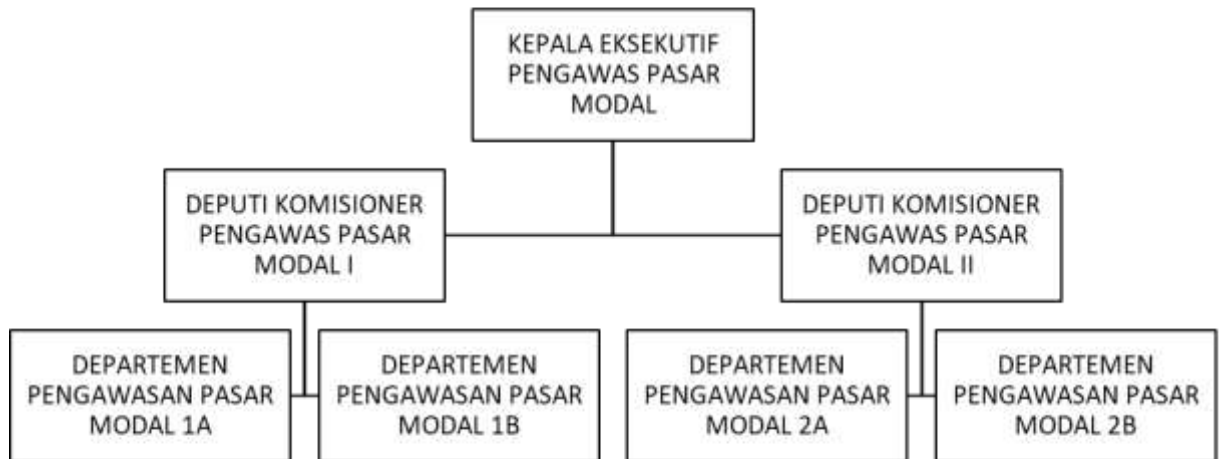 KEPALA EKSEKUTIF
PENGAWAS PASAR
MODAL
DEPUTI KOMISIONER
PENGAWAS PASAR
MODAL I
DEPUTI KOMISIONER
PENGAWAS PASAR
MODAL II
DEPARTEMEN
PENGAWASAN PASAR
MODAL 1A
DEPARTEMEN
PENGAWASAN PASAR
MODAL 1B
DEPARTEMEN
PENGAWASAN PASAR
MODAL 2A
DEPARTEMEN
PENGAWASAN PASAR
MODAL 2B